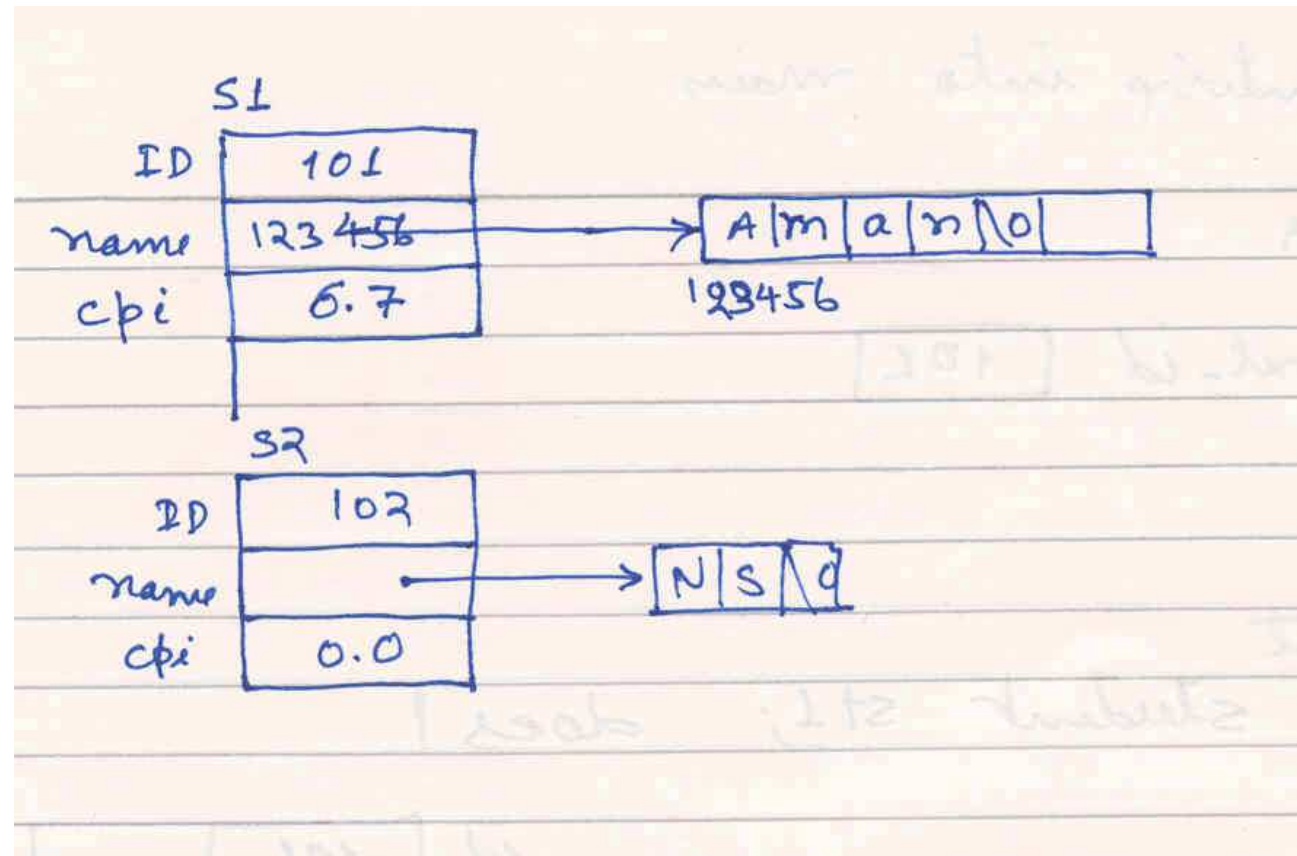 S1
ID 101
name 123456 A|m|a|n|\0|
cpi 6.7 123456
S2
ID 102
name N|S|\0
cpi 0.0